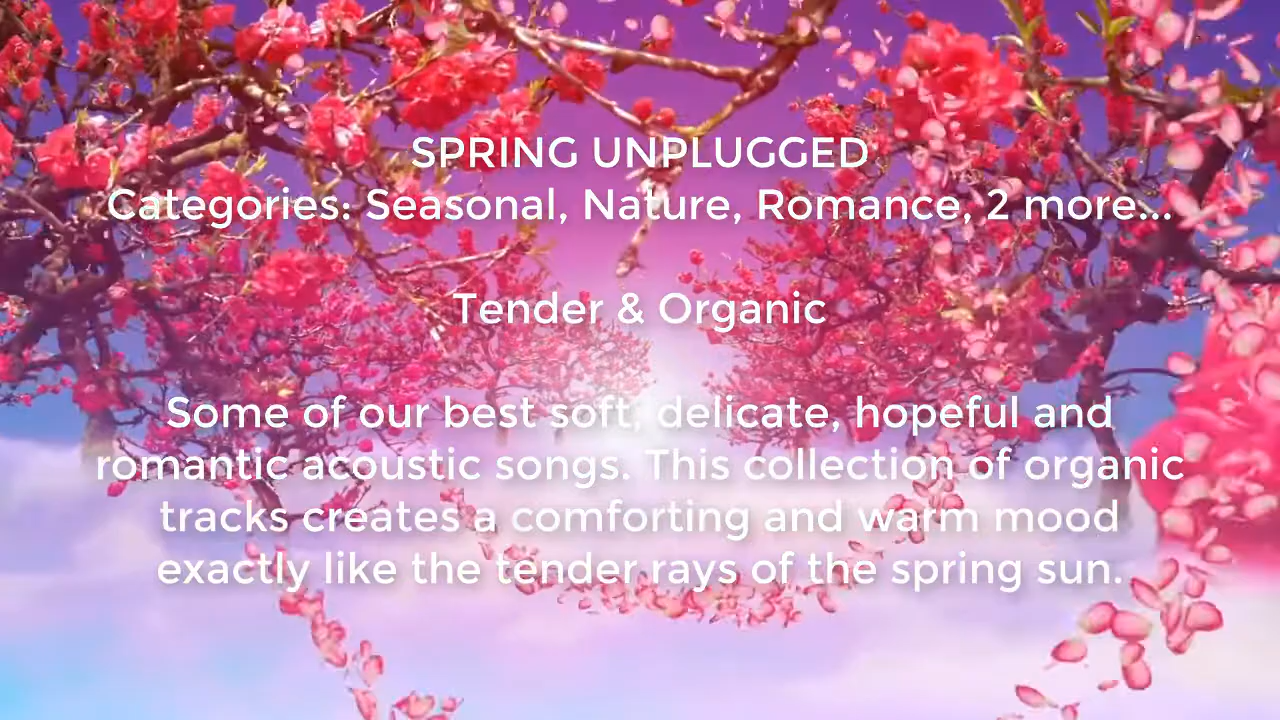 SPRING UNPLUGGED
Categories: Seasonal, Nature, Romance, 2 more...
Tender & Organic
Some of our best soft, delicate, hopeful and
romantic acoustic songs. This collection of organic
tracks creates a comforting and warm mood
exactly like the tender rays of the spring sun.